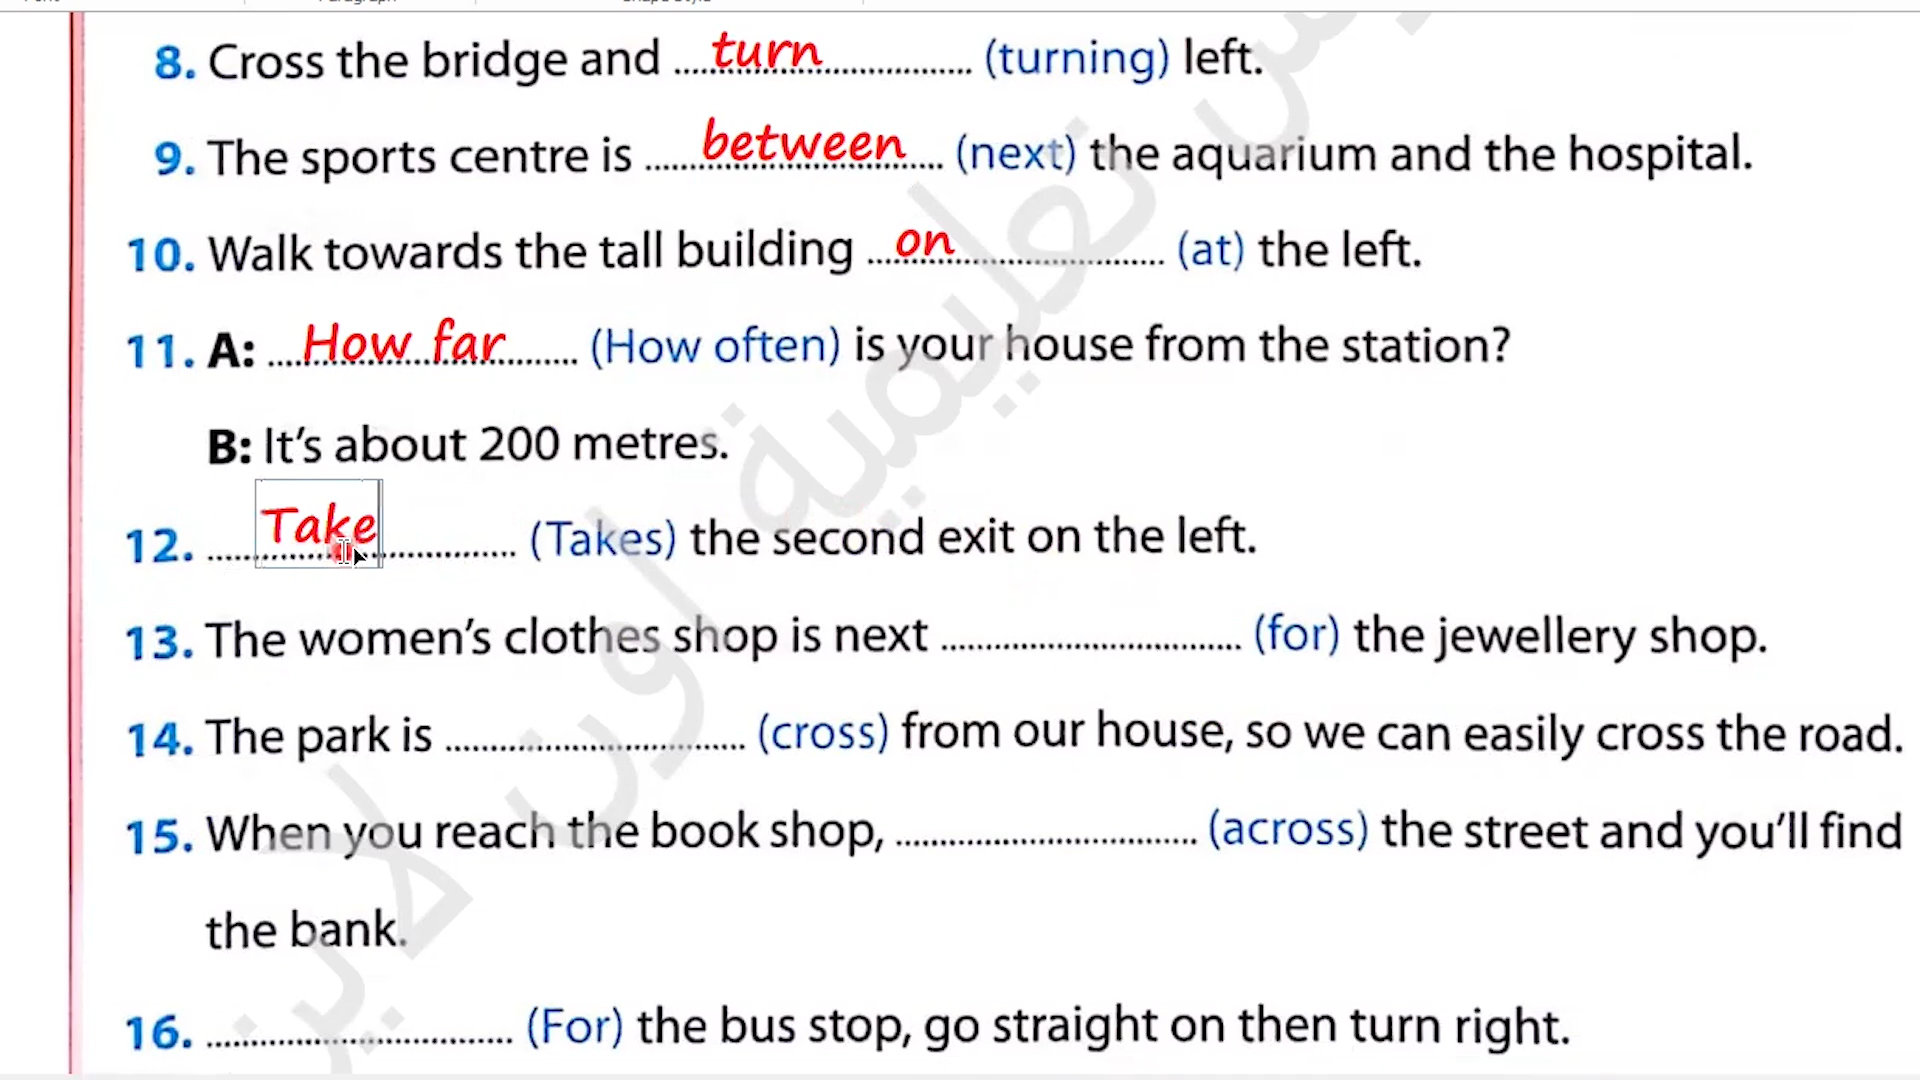 8. Cross the bridge and turn (turning) left.
9. The sports centre is between (next) the aquarium and the hospital.
10. Walk towards the tall building on (at) the left.
11. A: How far (How often) is your house from the station?
B: It's about 200 metres.
12. Take (Takes) the second exit on the left.
13. The women's clothes shop is next ............ (for) the jewellery shop.
14. The park is ............ (cross) from our house, so we can easily cross the road.
15. When you reach the book shop, ............ (across) the street and you'll find
the bank.
16. ............ (For) the bus stop, go straight on then turn right.
تعليمية اون لاين